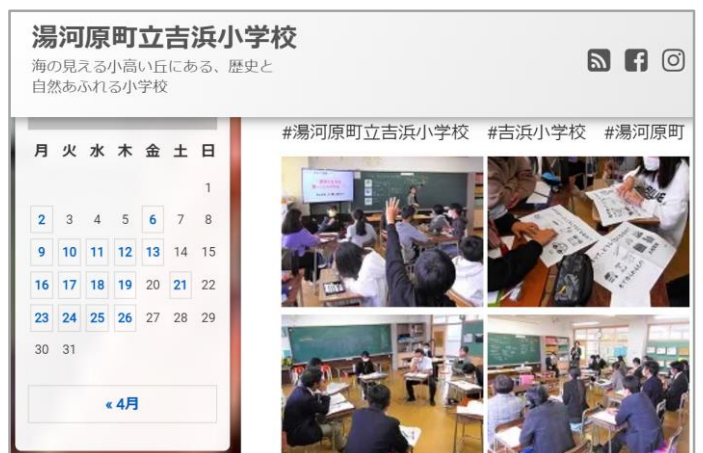 湯河原町立吉浜小学校
海の見える小高い丘にある、歴史と
自然あふれる小学校
#湯河原町立吉浜小学校 #吉浜小学校 #湯河原町
月 火 水 木 金 土 日
1
2 3 4 5 6 7 8
9 10 11 12 13 14 15
16 17 18 19 20 21 22
23 24 25 26 27 28 29
30 31
« 4月